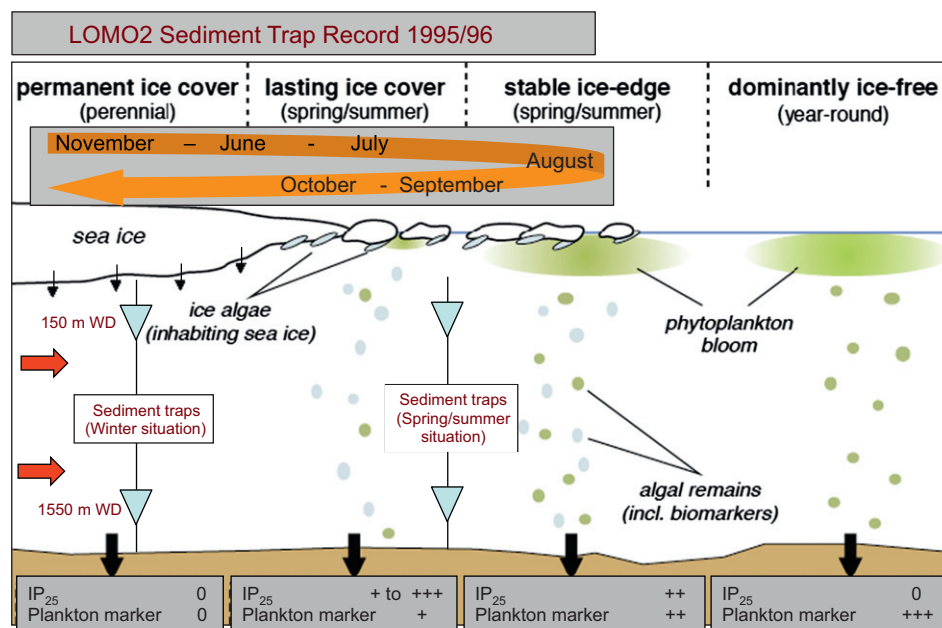 LOMO2 Sediment Trap Record 1995/96
permanent ice cover
(perennial)
lasting ice cover
(spring/summer)
stable ice-edge
(spring/summer)
dominantly ice-free
(year-round)
November – June - July
August
October - September
sea ice
ice algae
(inhabiting sea ice)
phytoplankton
bloom
150 m WD
Sediment traps
(Winter situation)
Sediment traps
(Spring/summer
situation)
1550 m WD
algal remains
(incl. biomarkers)
IP25 0
Plankton marker 0
IP25 + to +++
Plankton marker +
IP25 ++
Plankton marker ++
IP25 0
Plankton marker +++